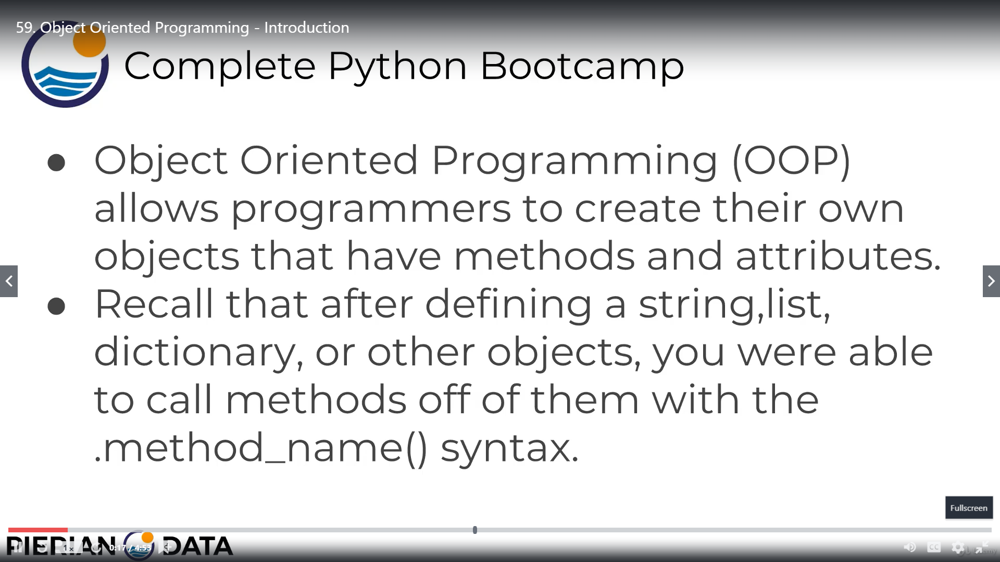 59. Object Oriented Programming - Introduction
Complete Python Bootcamp
● Object Oriented Programming (OOP)
allows programmers to create their own
objects that have methods and attributes.
● Recall that after defining a string,list,
dictionary, or other objects, you were able
to call methods off of them with the
.method_name() syntax.
Fullscreen
PIERIAN DATA
1x
0:17 / 4:53
CC